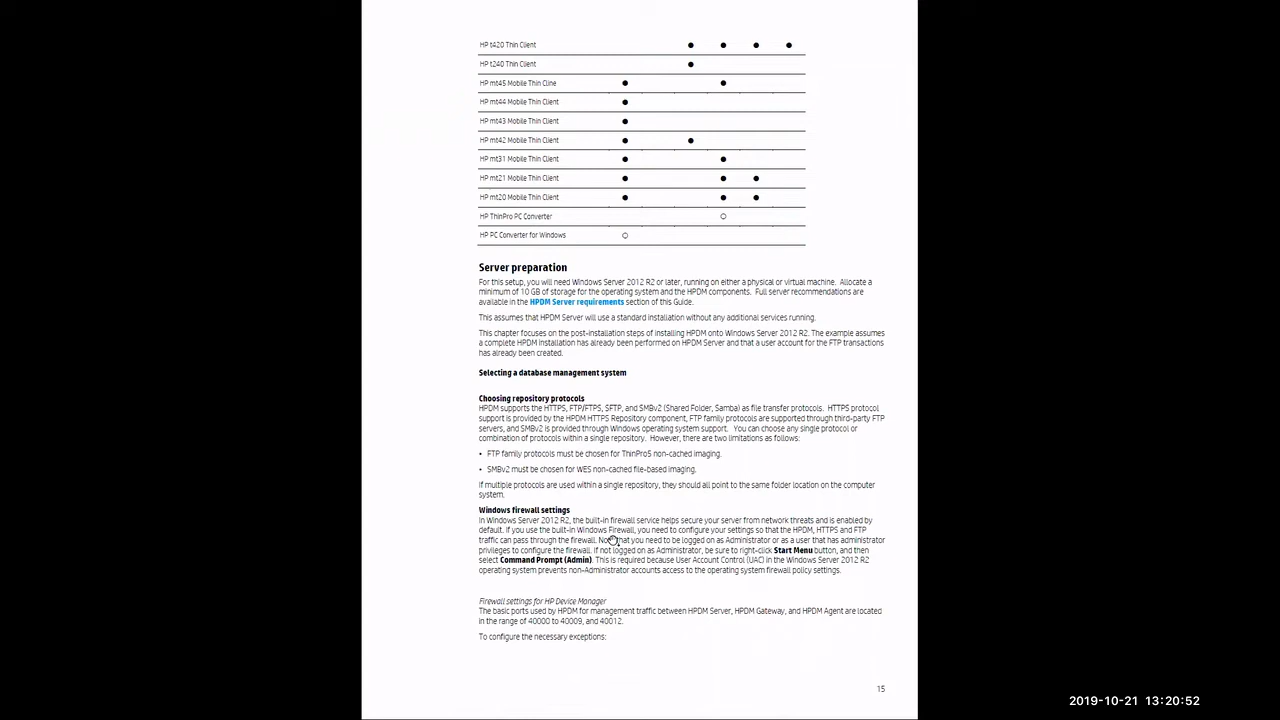 HP t420 Thin Client
HP t240 Thin Client
HP mt45 Mobile Thin Cline
HP mt44 Mobile Thin Client
HP mt43 Mobile Thin Client
HP mt42 Mobile Thin Client
HP mt31 Mobile Thin Client
HP mt21 Mobile Thin Client
HP mt20 Mobile Thin Client
HP ThinPro PC Converter
HP PC Converter for Windows
Server preparation
For this setup, you will need Windows Server 2012 R2 or later, running on either a physical or virtual machine. Allocate a
minimum of 10 GB of storage for the operating system and the HPDM components. Full server recommendations are
available in the HPDM Server requirements section of this Guide.
This assumes that HPDM Server will use a standard installation without any additional services running.
This chapter focuses on the post-installation steps of installing HPDM onto Windows Server 2012 R2. The example assumes
a complete HPDM installation has already been performed on HPDM Server and that a user account for the FTP transactions
has already been created.
Selecting a database management system
Choosing repository protocols
HPDM supports the HTTPS, FTP/FTPS, SFTP, and SMBv2 (Shared Folder, Samba) as file transfer protocols. HTTPS protocol
support is provided by the HPDM HTTPS Repository component, FTP family protocols are supported through third-party FTP
servers, and SMBv2 is provided through Windows operating system support. You can choose any single protocol or
combination of protocols within a single repository. However, there are two limitations as follows:
• FTP family protocols must be chosen for ThinPro5 non-cached imaging.
• SMBv2 must be chosen for WES non-cached file-based imaging.
If multiple protocols are used within a single repository, they should all point to the same folder location on the computer
system.
Windows firewall settings
In Windows Server 2012 R2, the built-in firewall service helps secure your server from network threats and is enabled by
default. If you use the built-in Windows Firewall, you need to configure your settings so that the HPDM, HTTPS and FTP
traffic can pass through the firewall. Note that you need to be logged on as Administrator or as a user that has administrator
privileges to configure the firewall. If not logged on as Administrator, be sure to right-click Start Menu button, and then
select Command Prompt (Admin). This is required because User Account Control (UAC) in the Windows Server 2012 R2
operating system prevents non-Administrator accounts access to the operating system firewall policy settings.
Firewall settings for HP Device Manager
The basic ports used by HPDM for management traffic between HPDM Server, HPDM Gateway, and HPDM Agent are located
in the range of 40000 to 40009, and 40012.
To configure the necessary exceptions:
15
2019-10-21 13:20:52